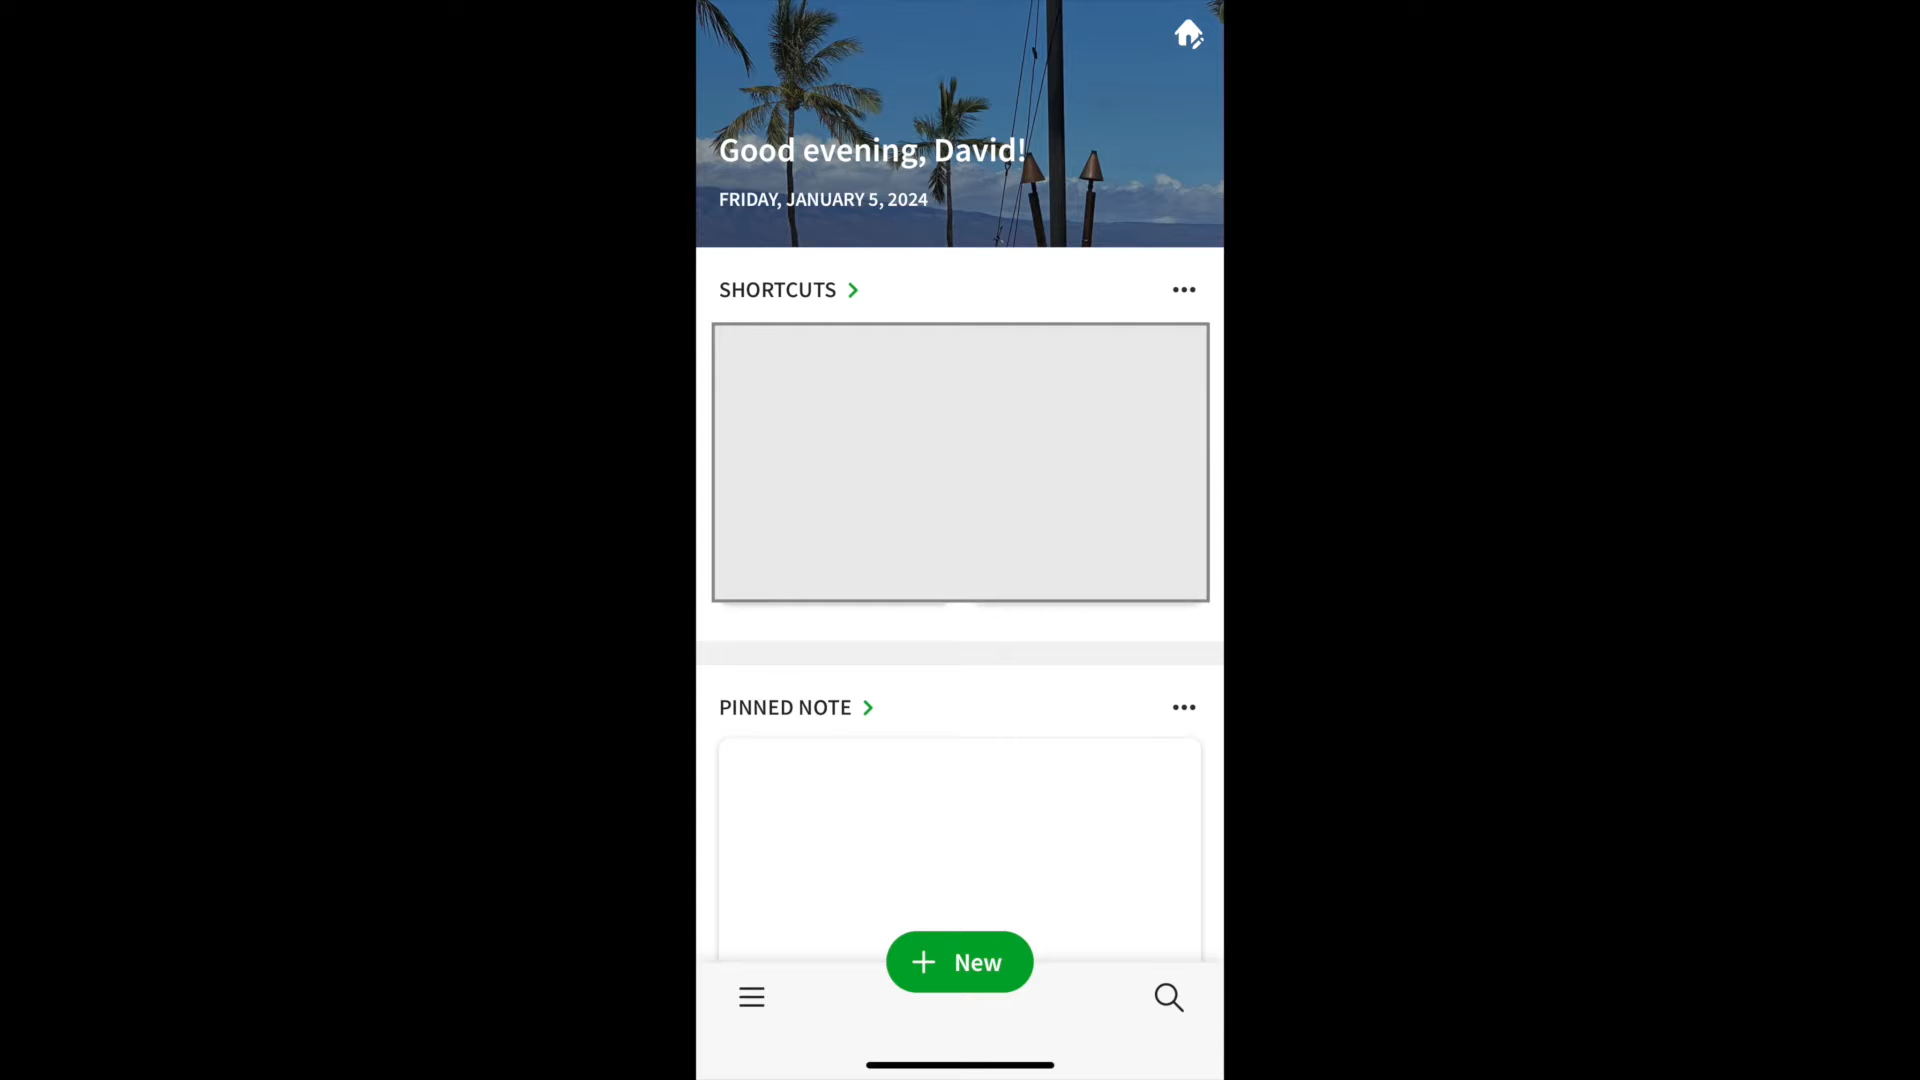 Good evening, David!
FRIDAY, JANUARY 5, 2024
SHORTCUTS
PINNED NOTE
New